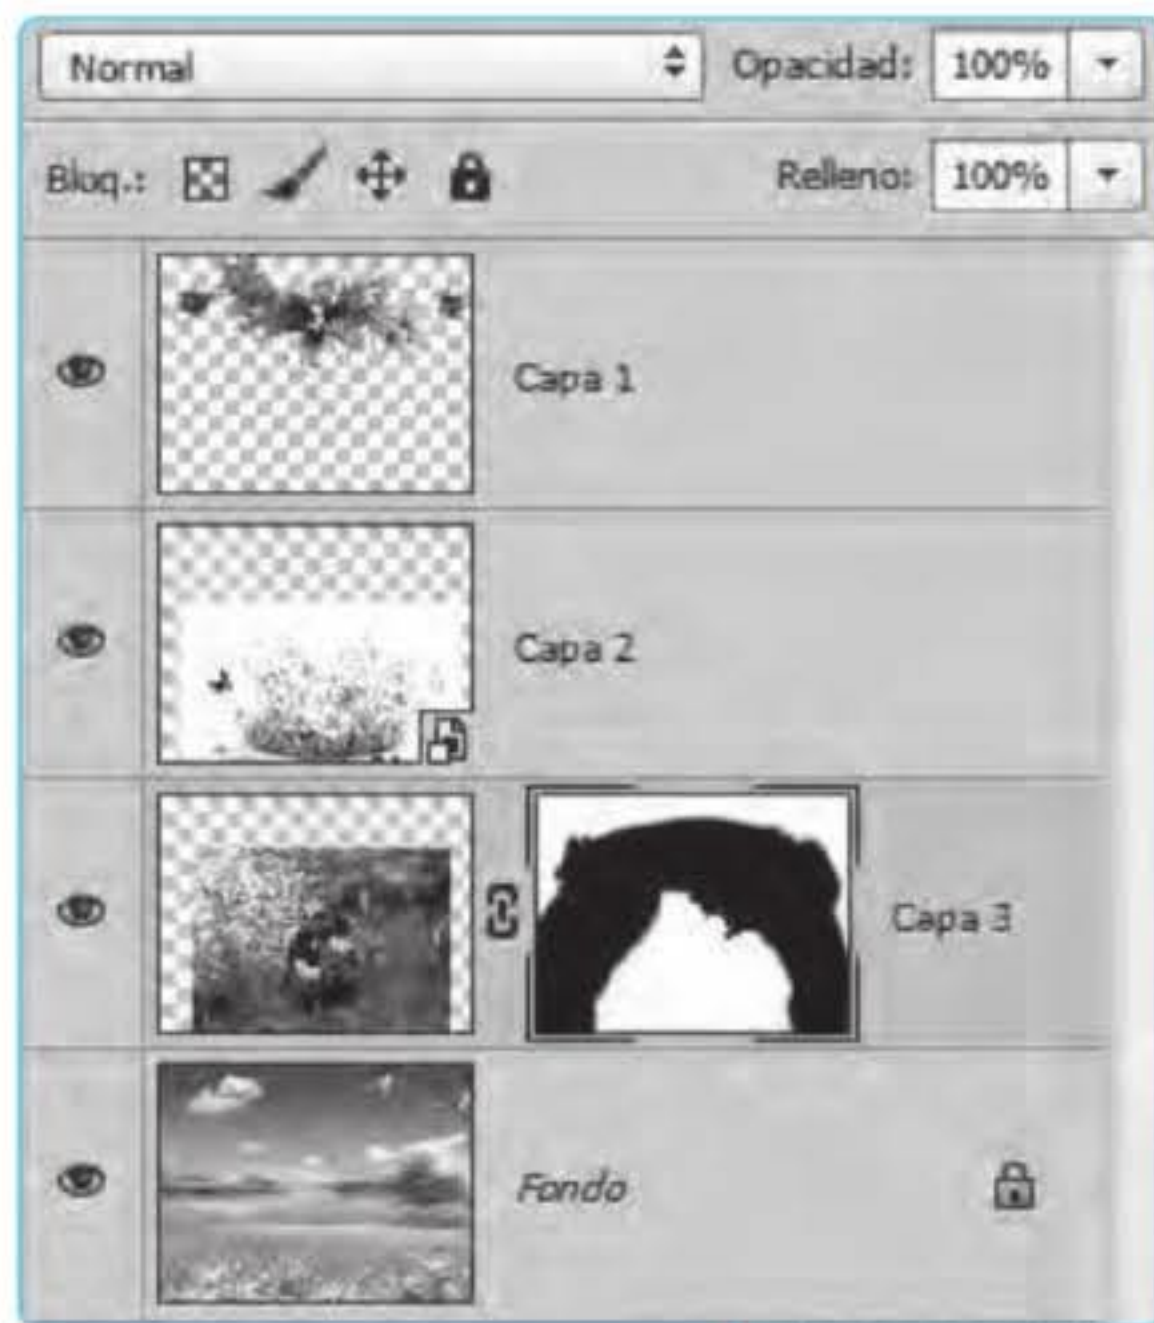 Normal Opacidad: 100%
Bloq.: Relleno: 100%
Capa 1
Capa 2
Capa 3
Fondo